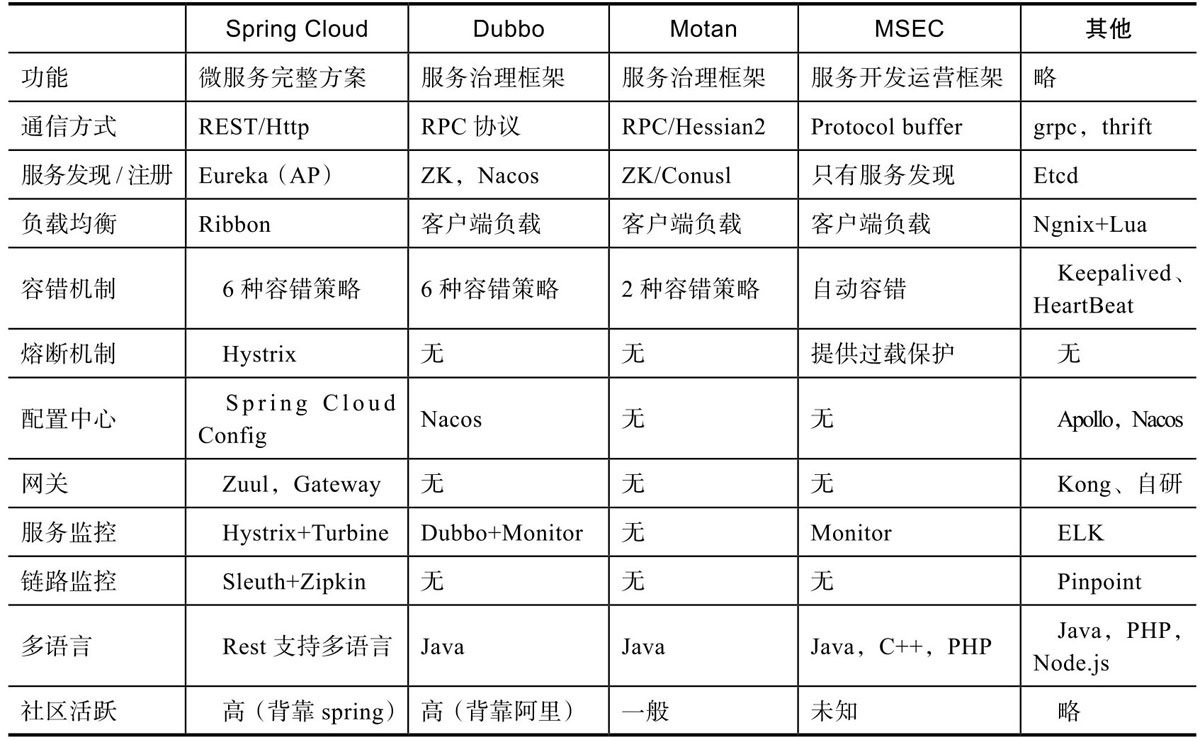 Spring Cloud Dubbo Motan MSEC 其他
功能 微服务完整方案 服务治理框架 服务治理框架 服务开发运营框架 略
通信方式 REST/Http RPC 协议 RPC/Hessian2 Protocol buffer grpc，thrift
服务发现 / 注册 Eureka（AP） ZK，Nacos ZK/Conusl 只有服务发现 Etcd
负载均衡 Ribbon 客户端负载 客户端负载 客户端负载 Ngnix+Lua
容错机制 6 种容错策略 6 种容错策略 2 种容错策略 自动容错 Keepalived、
HeartBeat
熔断机制 Hystrix 无 无 提供过载保护 无
配置中心 Spring Cloud
Config Nacos 无 无 Apollo，Nacos
网关 Zuul，Gateway 无 无 无 Kong、自研
服务监控 Hystrix+Turbine Dubbo+Monitor 无 Monitor ELK
链路监控 Sleuth+Zipkin 无 无 无 Pinpoint
多语言 Rest 支持多语言 Java Java Java，C++，PHP Java，PHP，
Node.js
社区活跃 高（背靠 spring） 高（背靠阿里） 一般 未知 略